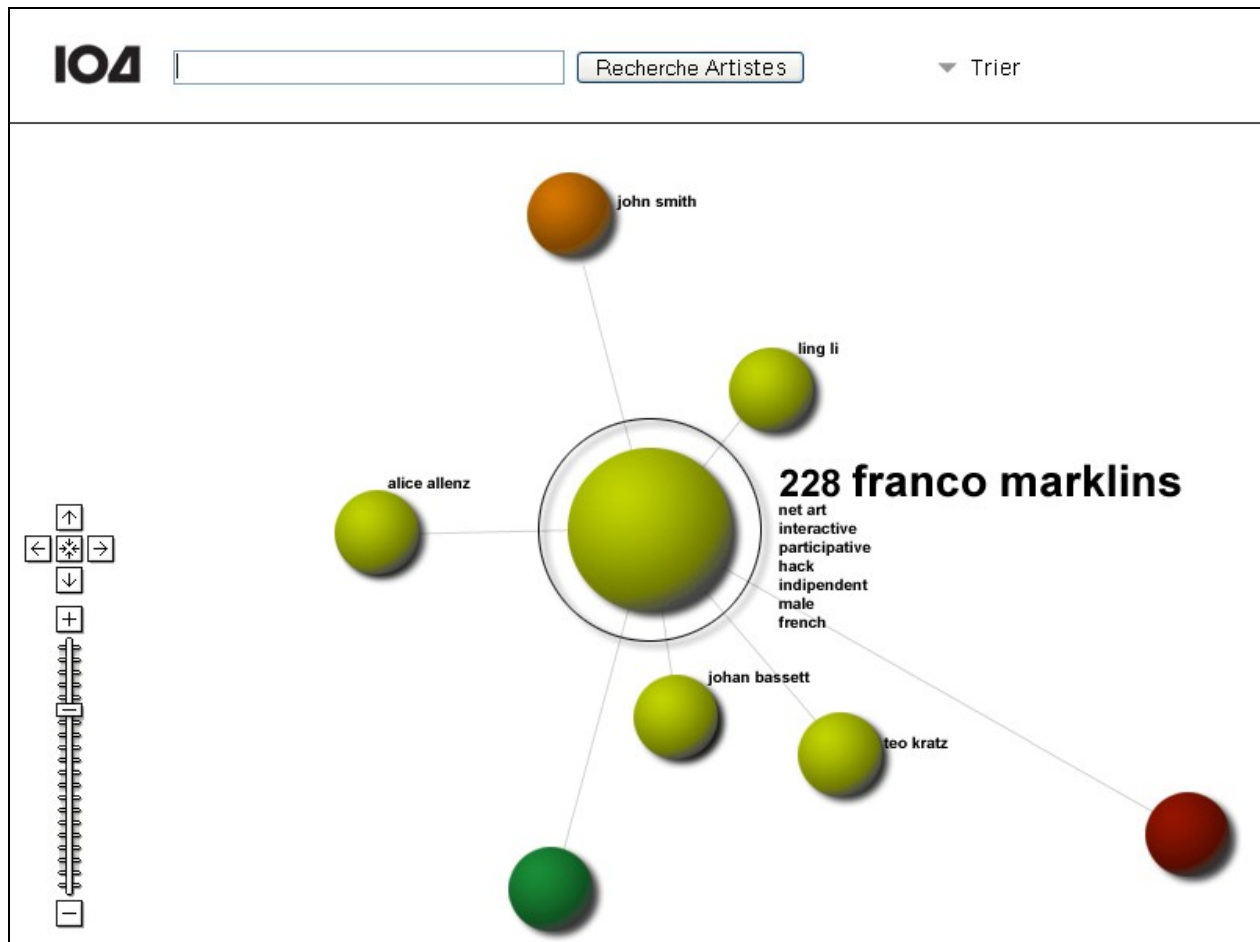 IOA
Recherche Artistes
Trier
john smith
ling li
228 franco marklins
net art
interactive
participative
hack
indipendent
male
french
alice allenz
johan bassett
teo kratz